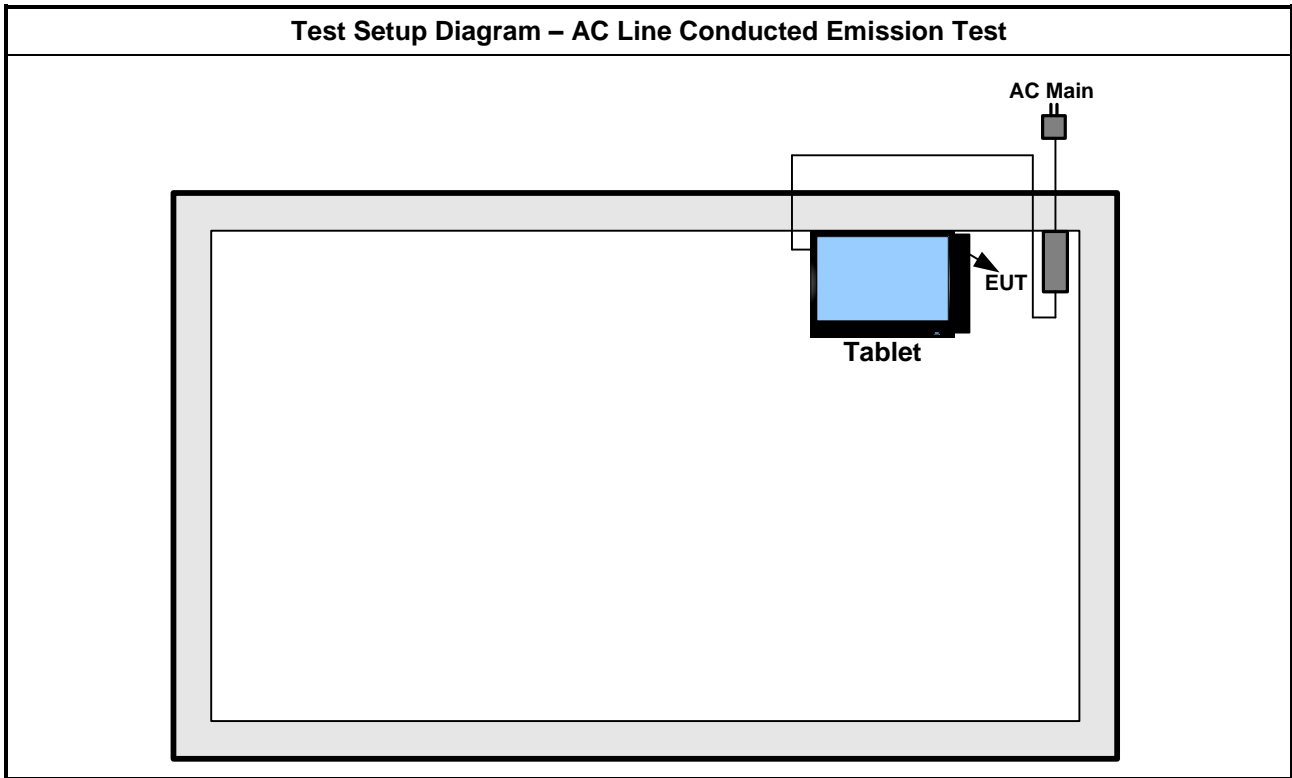 Test Setup Diagram – AC Line Conducted Emission Test
AC Main
EUT
Tablet